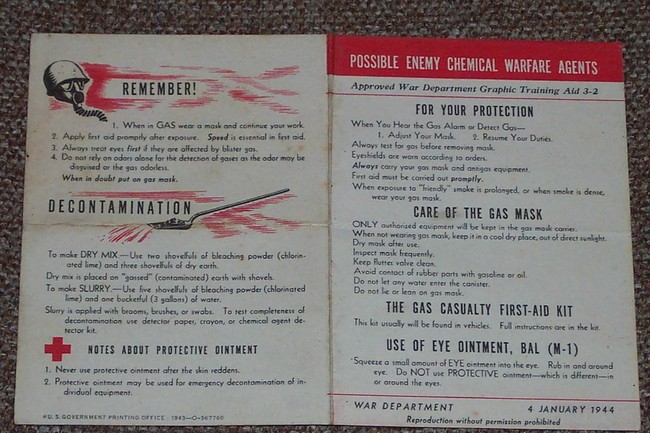 REMEMBER!
1. When in GAS wear a mask and continue your work.
2. Apply first aid promptly after exposure. Speed is essential in first aid.
3. Always treat eyes first if they are affected by blister gas.
4. Do not rely on odors alone for the detection of gases as the odor may be
disguised or the gas odorless.
When in doubt put on gas mask.
DECONTAMINATION
To make DRY MIX.—Use two shovelfuls of bleaching powder (chlorin-
ated lime) and three shovelfuls of dry earth.
Dry mix is placed on "gassed" (contaminated) earth with shovels.
To make SLURRY.—Use five shovelfuls of bleaching powder (chlorinated
lime) and one bucketful (3 gallons) of water.
Slurry is applied with brooms, brushes, or swabs. To test completeness of
decontamination use detector paper, crayon, or chemical agent de-
tector kit.
NOTES ABOUT PROTECTIVE OINTMENT
1. Never use protective ointment after the skin reddens.
2. Protective ointment may be used for emergency decontamination of in-
dividual equipment.
U. S. GOVERNMENT PRINTING OFFICE : 1943—O-567760
POSSIBLE ENEMY CHEMICAL WARFARE AGENTS
Approved War Department Graphic Training Aid 3-2
FOR YOUR PROTECTION
When You Hear the Gas Alarm or Detect Gas—
1. Adjust Your Mask. 2. Resume Your Duties.
Always test for gas before removing mask.
Eyeshields are worn according to orders.
Always carry your gas mask and antigas equipment.
First aid must be carried out promptly.
When exposure to "friendly" smoke is prolonged, or when smoke is dense,
wear your gas mask.
CARE OF THE GAS MASK
ONLY authorized equipment will be kept in the gas mask carrier.
When not wearing gas mask, keep it in a cool dry place, out of direct sunlight.
Dry mask after use.
Inspect mask frequently.
Keep flutter valve clean.
Avoid contact of rubber parts with gasoline or oil.
Do not let any water enter the canister.
Do not lie or lean on gas mask.
THE GAS CASUALTY FIRST-AID KIT
This kit usually will be found in vehicles. Full instructions are in the kit.
USE OF EYE OINTMENT, BAL (M-1)
Squeeze a small amount of EYE ointment into the eye. Rub in and around
eye. Do NOT use PROTECTIVE ointment—which is different—in
or around the eyes.
WAR DEPARTMENT 4 JANUARY 1944
Reproduction without permission prohibited